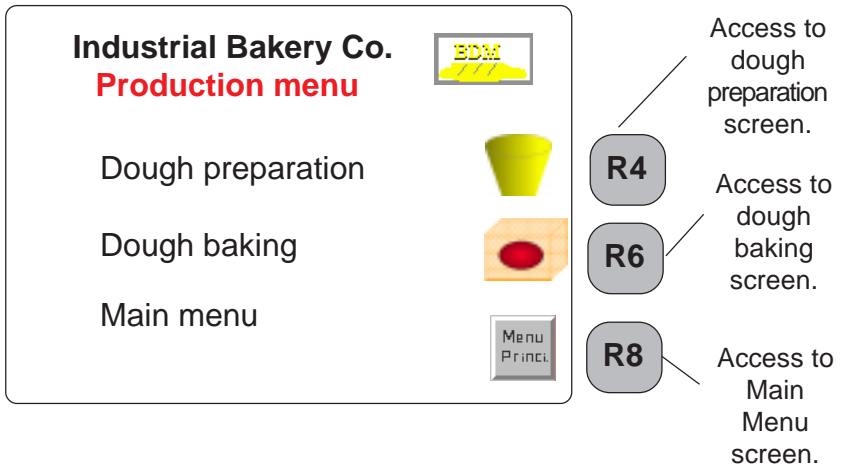 Industrial Bakery Co.
BDM
Production menu
Dough preparation
R4
Dough baking
R6
Main menu
Menu
Princi.
R8
Access to
dough
preparation
screen.
Access to
dough
baking
screen.
Access to
Main
Menu
screen.